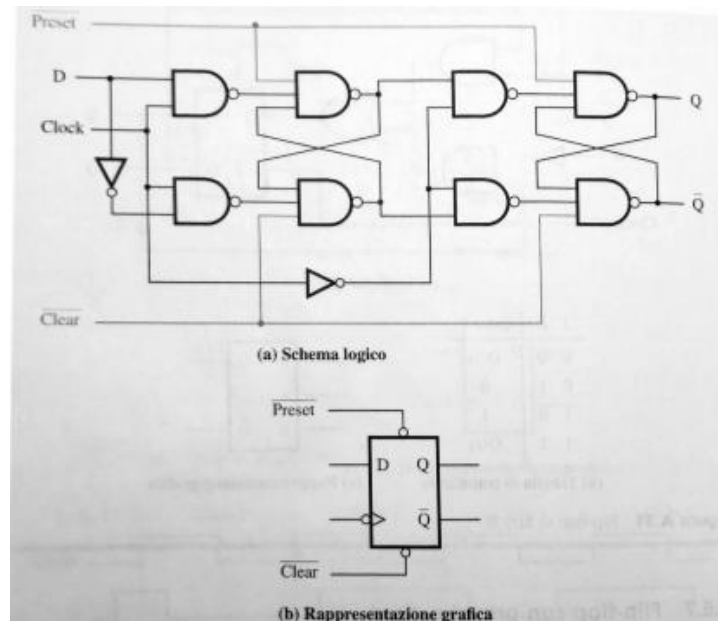 Preset
D
Clock
Q
Q
Clear
(a) Schema logico
Preset
D Q
Q
Clear
(b) Rappresentazione grafica